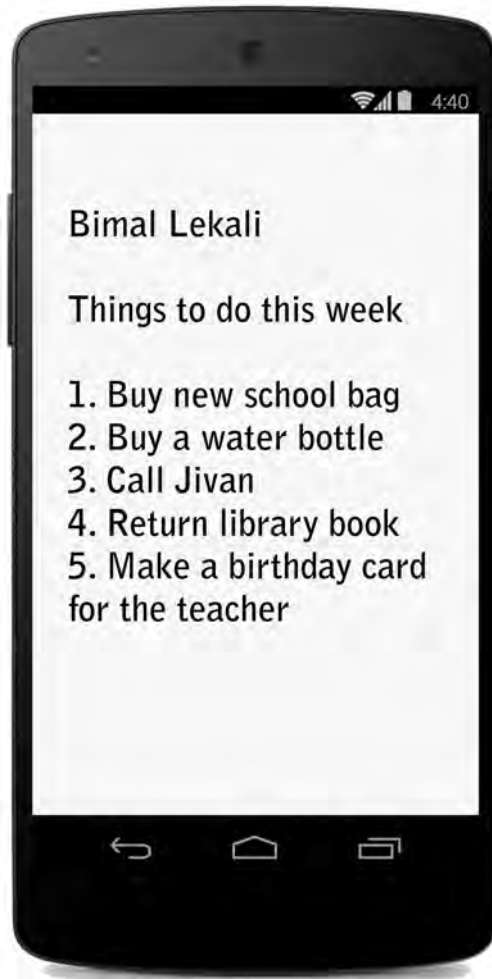 4:40
Bimal Lekali
Things to do this week
1. Buy new school bag
2. Buy a water bottle
3. Call Jivan
4. Return library book
5. Make a birthday card
for the teacher